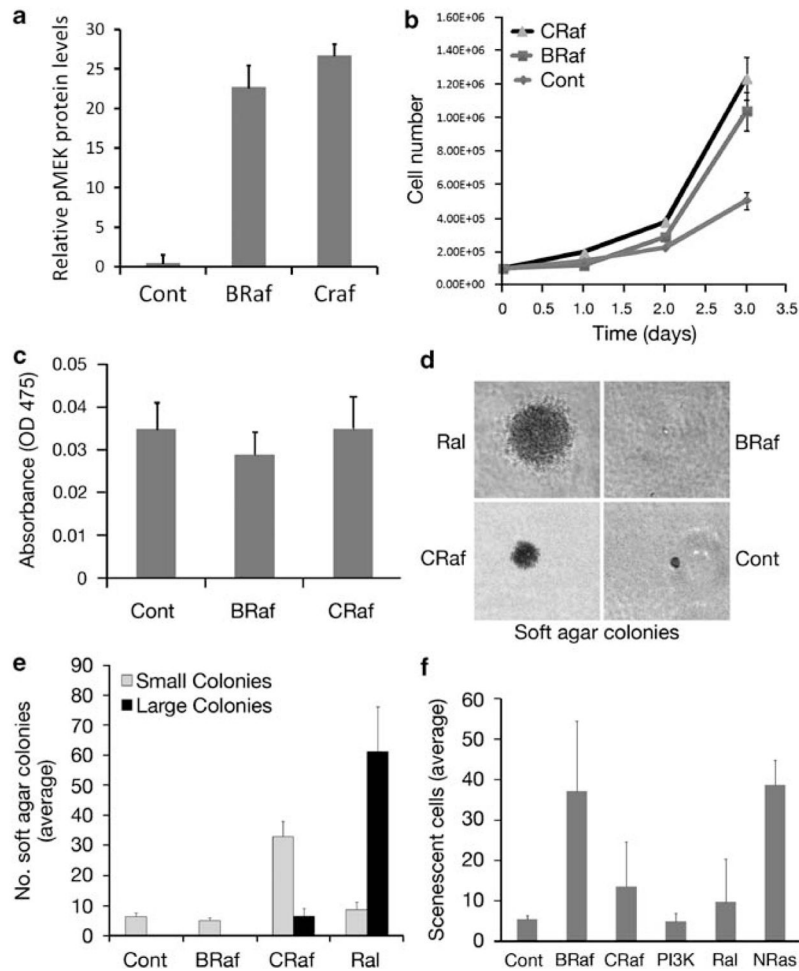 a
Relative pMEK protein levels
30
25
20
15
10
5
0
Cont BRaf Craf
b
CRaf
BRaf
Cont
Cell number
1.60E+06
1.40E+06
1.20E+06
1.00E+06
8.00E+05
6.00E+05
4.00E+05
2.00E+05
0.00E+00
0 0.5 1.0 1.5 2.0 2.5 3.0 3.5
Time (days)
c
Absorbance (OD 475)
0.05
0.04
0.03
0.02
0.01
0
Cont BRaf CRaf
d
Ral BRaf
CRaf Cont
Soft agar colonies
e
No. soft agar colonies
(average)
90
80
70
60
50
40
30
20
10
0
Small Colonies
Large Colonies
Cont BRaf CRaf Ral
f
Scenescent cells (average)
60
50
40
30
20
10
0
Cont BRaf CRaf PI3K Ral NRas